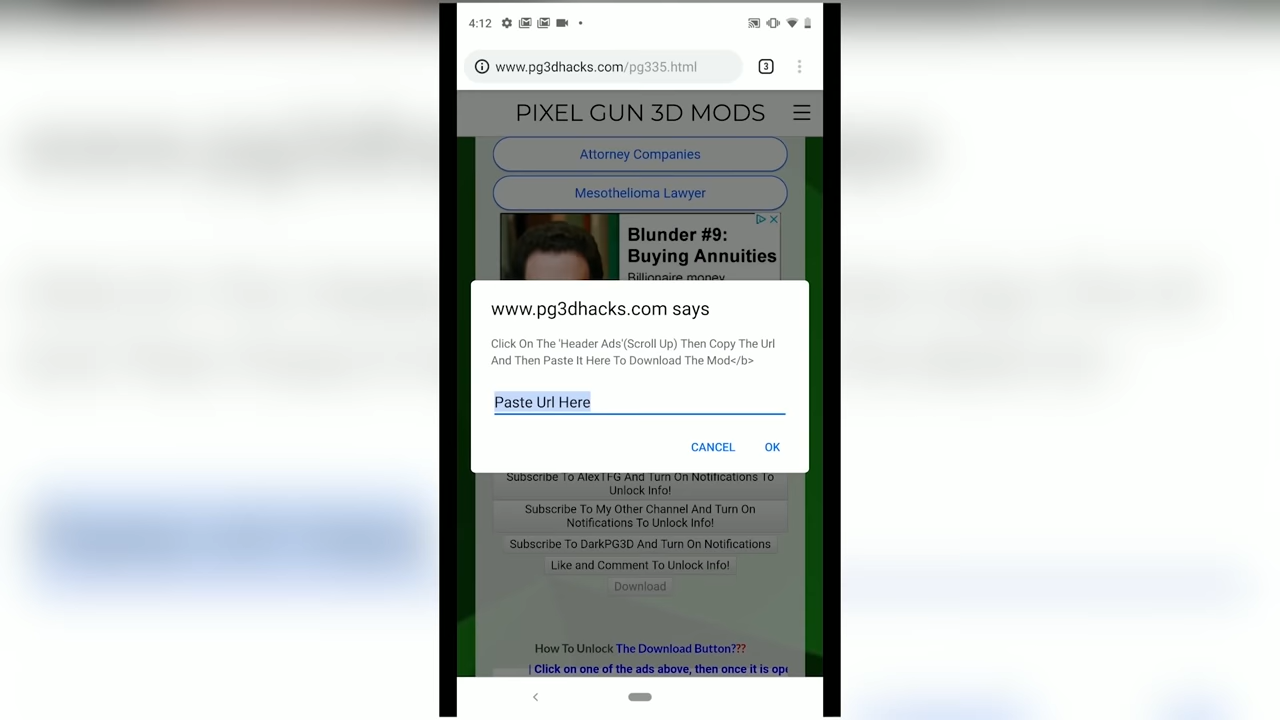 4:12
www.pg3dhacks.com/pg335.html
3
PIXEL GUN 3D MODS
Attorney Companies
Mesothelioma Lawyer
Blunder #9:
Buying Annuities
Billionaire money
www.pg3dhacks.com says
Click On The 'Header Ads'(Scroll Up) Then Copy The Url
And Then Paste It Here To Download The Mod</b>
Paste Url Here
CANCEL OK
Subscribe To AlexTFG And Turn On Notifications To
Unlock Info!
Subscribe To My Other Channel And Turn On
Notifications To Unlock Info!
Subscribe To DarkPG3D And Turn On Notifications
Like and Comment To Unlock Info!
Download
How To Unlock The Download Button???
| Click on one of the ads above, then once it is ope